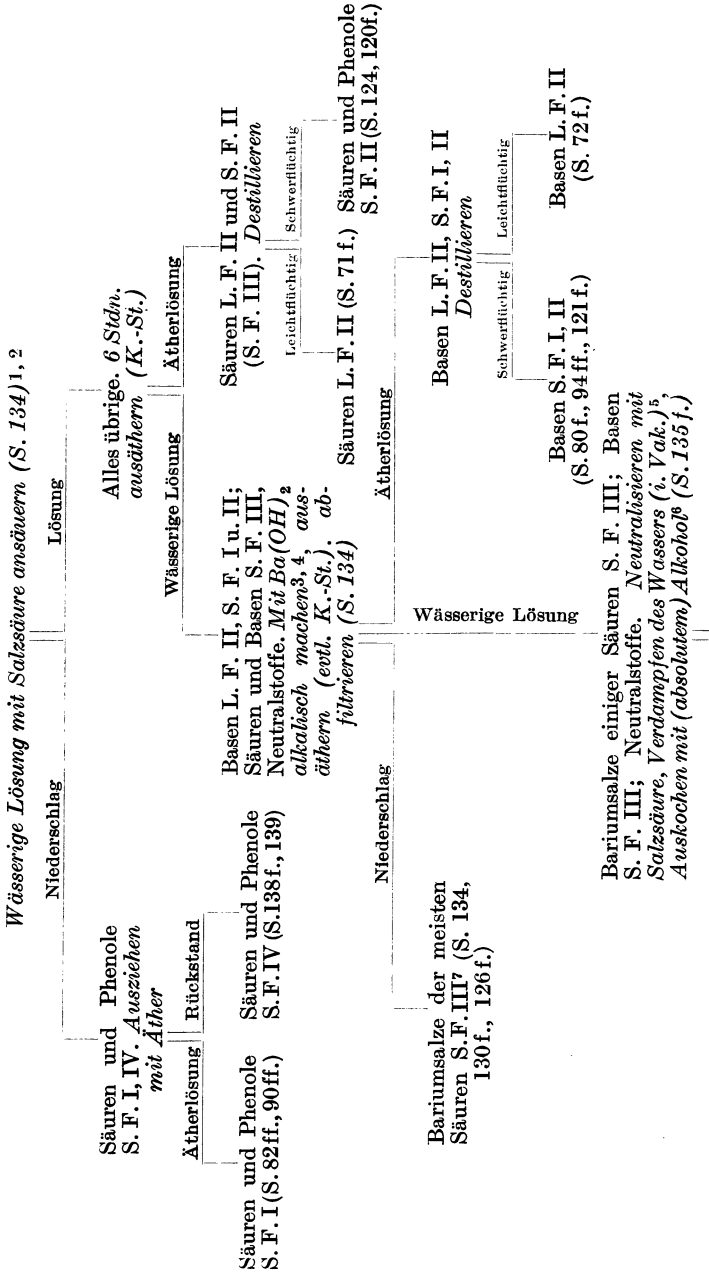 Wässerige Lösung mit Salzsäure ansäuern (S. 134)1, 2
Niederschlag
Lösung
Säuren und Phenole
S. F. I, IV. Ausziehen
mit Äther
Ätherlösung
Rückstand
Säuren und Phenole
S. F. I (S. 82ff., 90ff.)
Säuren und Phenole
S. F. IV (S. 138f., 139)
Alles übrige. 6 Stdn.
ausäthern (K.-St.)
Wässerige Lösung
Ätherlösung
Basen L. F. II, S. F. I u. II;
Säuren und Basen S. F. III,
Neutralstoffe. Mit Ba(OH)₂
alkalisch machen³, ⁴, aus-
äthern (evtl. K.-St.). ab-
filtrieren (S. 134)
Säuren L. F. II und S. F. II
(S. F. III). Destillieren
Leichtflüchtig
Schwerflüchtig
Säuren L. F. II (S. 71f.)
Säuren und Phenole
S. F. II (S. 124, 120f.)
Niederschlag
Wässerige Lösung
Ätherlösung
Bariumsalze der meisten
Säuren S. F. III⁷ (S. 134,
130f., 126f.)
Basen L. F. II, S. F. I, II
Destillieren
Schwerflüchtig
Leichtflüchtig
Basen S. F. I, II
(S. 80f., 94ff., 121f.)
Basen L. F. II
(S. 72f.)
Bariumsalze einiger Säuren S. F. III; Basen
S. F. III; Neutralstoffe. Neutralisieren mit
Salzsäure, Verdampfen des Wassers (i. Vak.)⁵,
Auskochen mit (absolutem) Alkohol⁶ (S. 135f.)